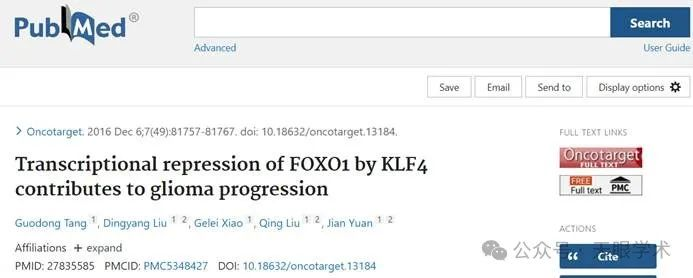 PubMed®
Search
Advanced
User Guide
Save
Email
Send to
Display options
Oncotarget. 2016 Dec 6;7(49):81757-81767. doi: 10.18632/oncotarget.13184.
Transcriptional repression of FOXO1 by KLF4
contributes to glioma progression
Guodong Tang 1, Dingyang Liu 1 2, Gelei Xiao 1, Qing Liu 1 2, Jian Yuan 1 2
Affiliations + expand
PMID: 27835585 PMCID: PMC5348427 DOI: 10.18632/oncotarget.13184
FULL TEXT LINKS
Oncotarget
FULL TEXT
FREE
Full text
PMC
ACTIONS
Cite
公众号 · 天眼学术